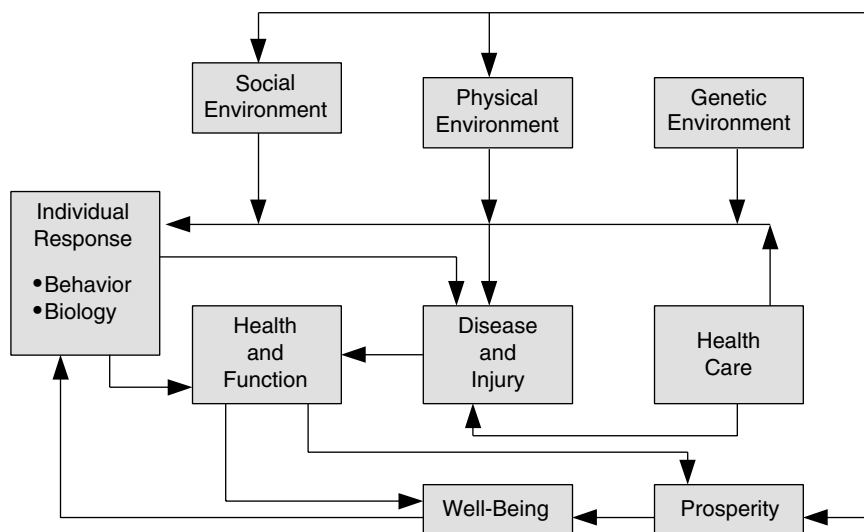 Social
Environment
Physical
Environment
Genetic
Environment
Individual
Response
•Behavior
•Biology
Health
and
Function
Disease
and
Injury
Health
Care
Well-Being
Prosperity